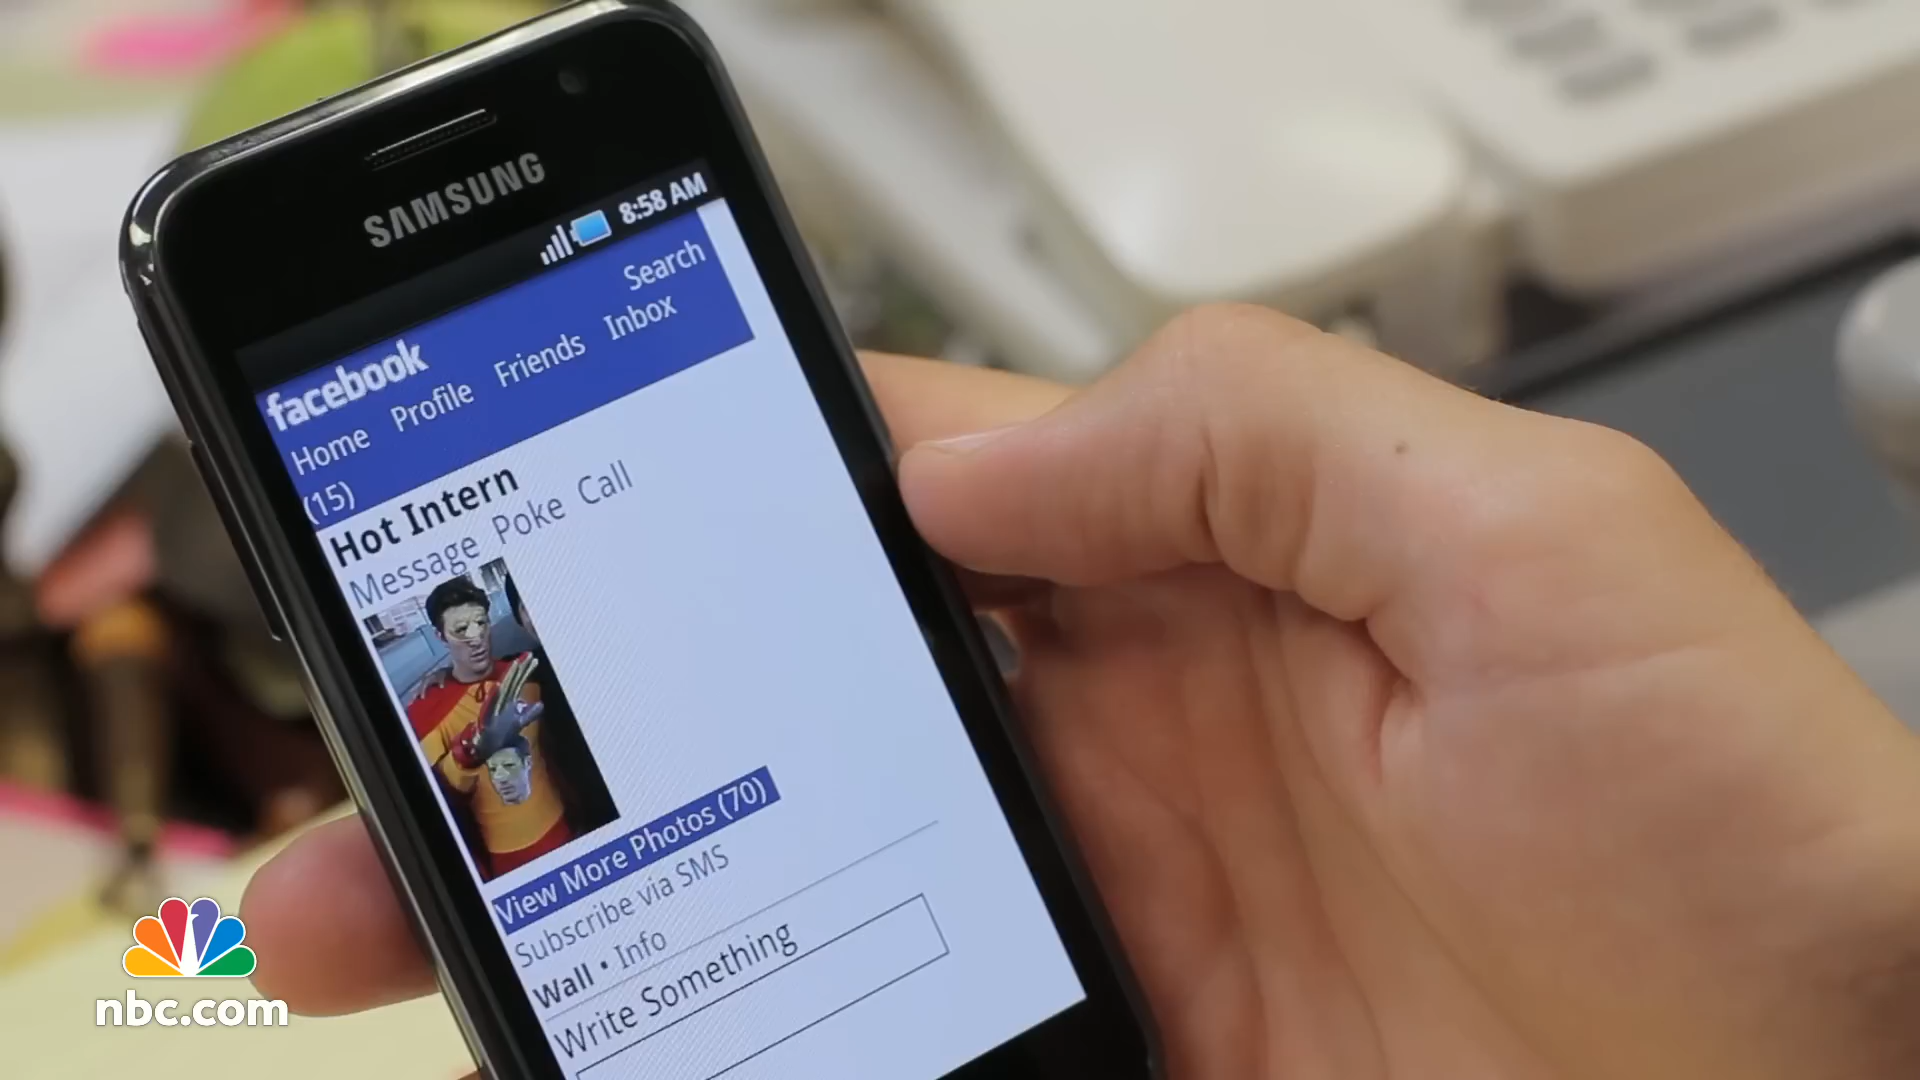 SAMSUNG
8:58 AM
facebook
Search
Home Profile Friends Inbox
(15)
Hot Intern
Message Poke Call
View More Photos (70)
Subscribe via SMS
Wall • Info
Write Something
nbc.com